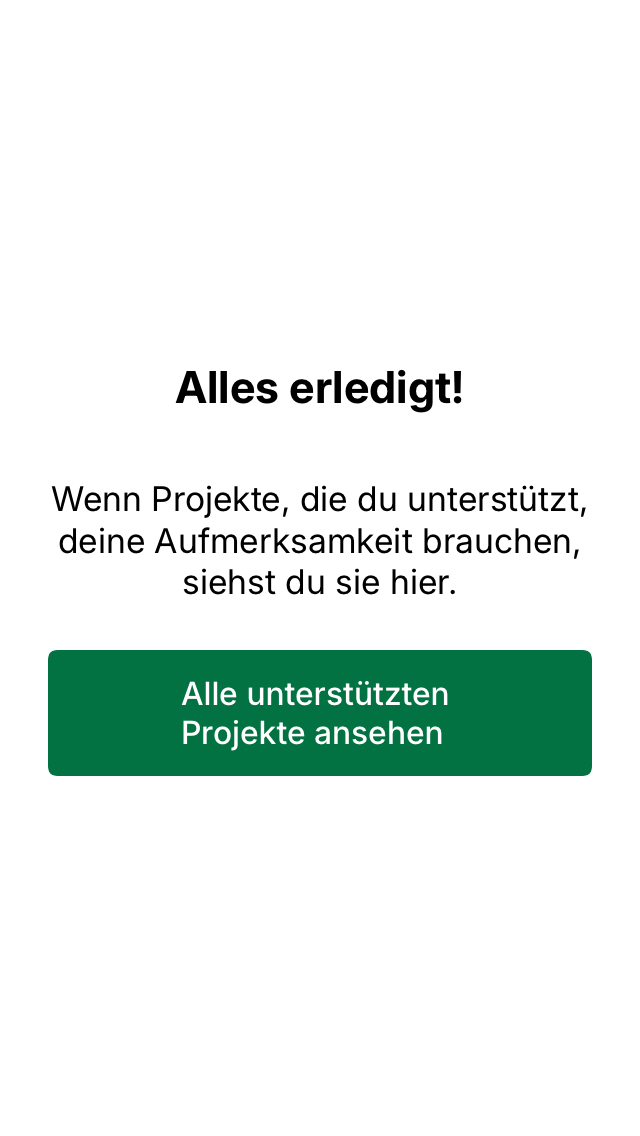 Alles erledigt!
Wenn Projekte, die du unterstützt,
deine Aufmerksamkeit brauchen,
siehst du sie hier.
Alle unterstützten
Projekte ansehen